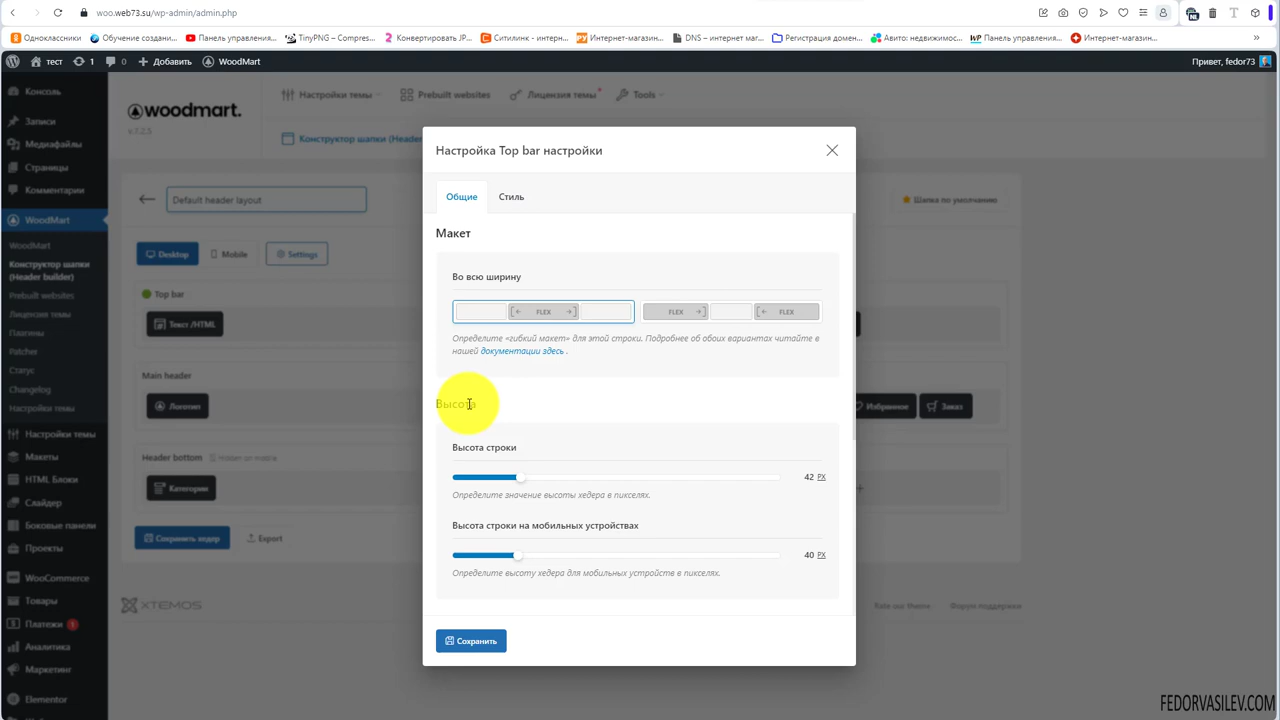 woo.web73.su/wp-admin/admin.php
Одноклассники
Обучение создани...
Панель управления...
TinyPNG – Compres...
Конвертировать JP...
Ситилинк - интерн...
Интернет-магазин...
DNS – интернет маг...
Регистрация домен...
Авито: недвижимос...
Панель управления...
Интернет-магазин...
тест
1
0
Добавить
WoodMart
Привет, fedor73
Консоль
Записи
Медиафайлы
Страницы
Комментарии
WoodMart
WoodMart
Конструктор шапки
(Header builder)
Prebuilt websites
Лицензия темы
Плагины
Patcher
Статус
Changelog
Настройки темы
Настройки темы
Макеты
HTML Блоки
Слайдер
Боковые панели
Проекты
WooCommerce
Товары
Платежи 1
Аналитика
Маркетинг
Elementor
woodmart.
v.7.2.5
Настройки темы
Prebuilt websites
Лицензия темы
Tools
Конструктор шапки (Header
Default header layout
Шапка по умолчанию
Desktop
Mobile
Settings
Top bar
Текст /HTML
Main header
Логотип
Избранное
Заказ
Header bottom
Hidden on mobile
Категории
Сохранить хедер
Export
XTEMOS
Rate our theme
Форум поддержки
Настройка Top bar настройки
Общие
Стиль
Макет
Во всю ширину
FLEX
FLEX
FLEX
Определите «гибкий макет» для этой строки. Подробнее об обоих вариантах читайте в
нашей документации здесь .
Высота
Высота строки
42 PX
Определите значение высоты хедера в пикселях.
Высота строки на мобильных устройствах
40 PX
Определите высоту хедера для мобильных устройств в пикселях.
Сохранить
FEDORVASILEV.COM